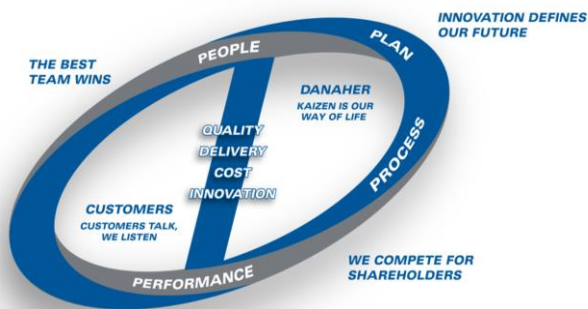 INNOVATION DEFINES
OUR FUTURE
PLAN
PEOPLE
THE BEST
TEAM WINS
DANAHER
KAIZEN IS OUR
WAY OF LIFE
QUALITY
DELIVERY
COST
INNOVATION
PROCESS
CUSTOMERS
CUSTOMERS TALK,
WE LISTEN
WE COMPETE FOR
SHAREHOLDERS
PERFORMANCE